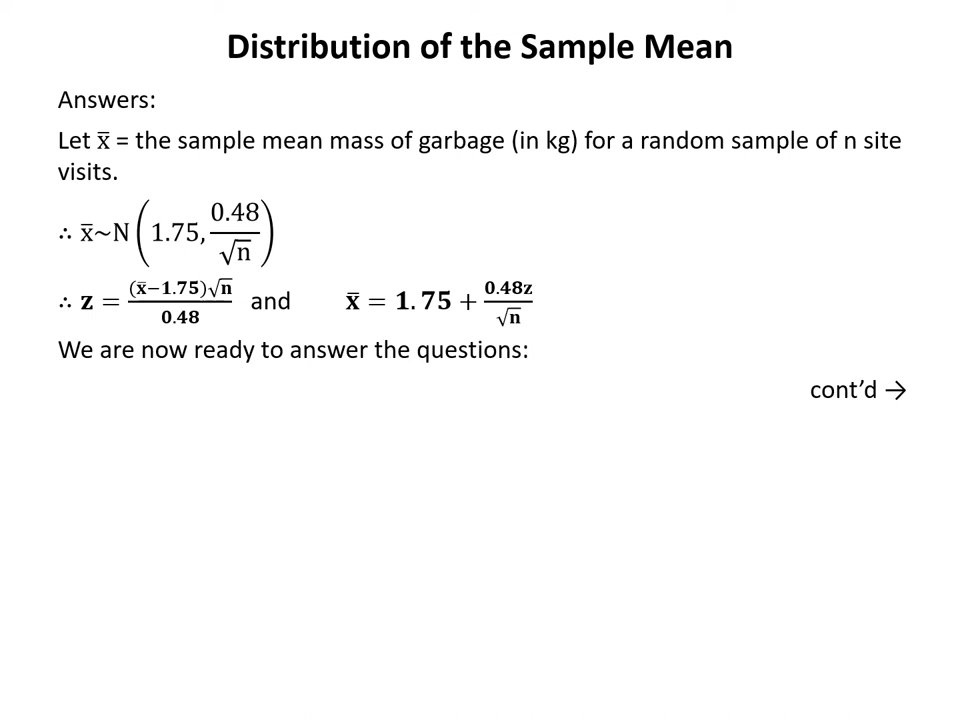 Distribution of the Sample Mean
Answers:
Let x̄ = the sample mean mass of garbage (in kg) for a random sample of n site
visits.
∴ x̄~N(1.75, 0.48/√n)
∴ z = (x̄−1.75)√n/0.48 and x̄ = 1.75 + 0.48z/√n
We are now ready to answer the questions:
cont’d →